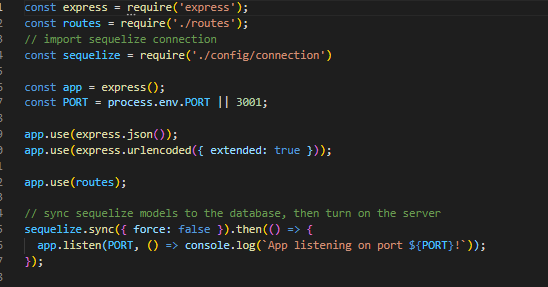 const express = require('express');
const routes = require('./routes');
// import sequelize connection
const sequelize = require('./config/connection')
const app = express();
const PORT = process.env.PORT || 3001;
app.use(express.json());
app.use(express.urlencoded({ extended: true }));
app.use(routes);
// sync sequelize models to the database, then turn on the server
sequelize.sync({ force: false }).then(() => {
  app.listen(PORT, () => console.log(`App listening on port ${PORT}!`));
});